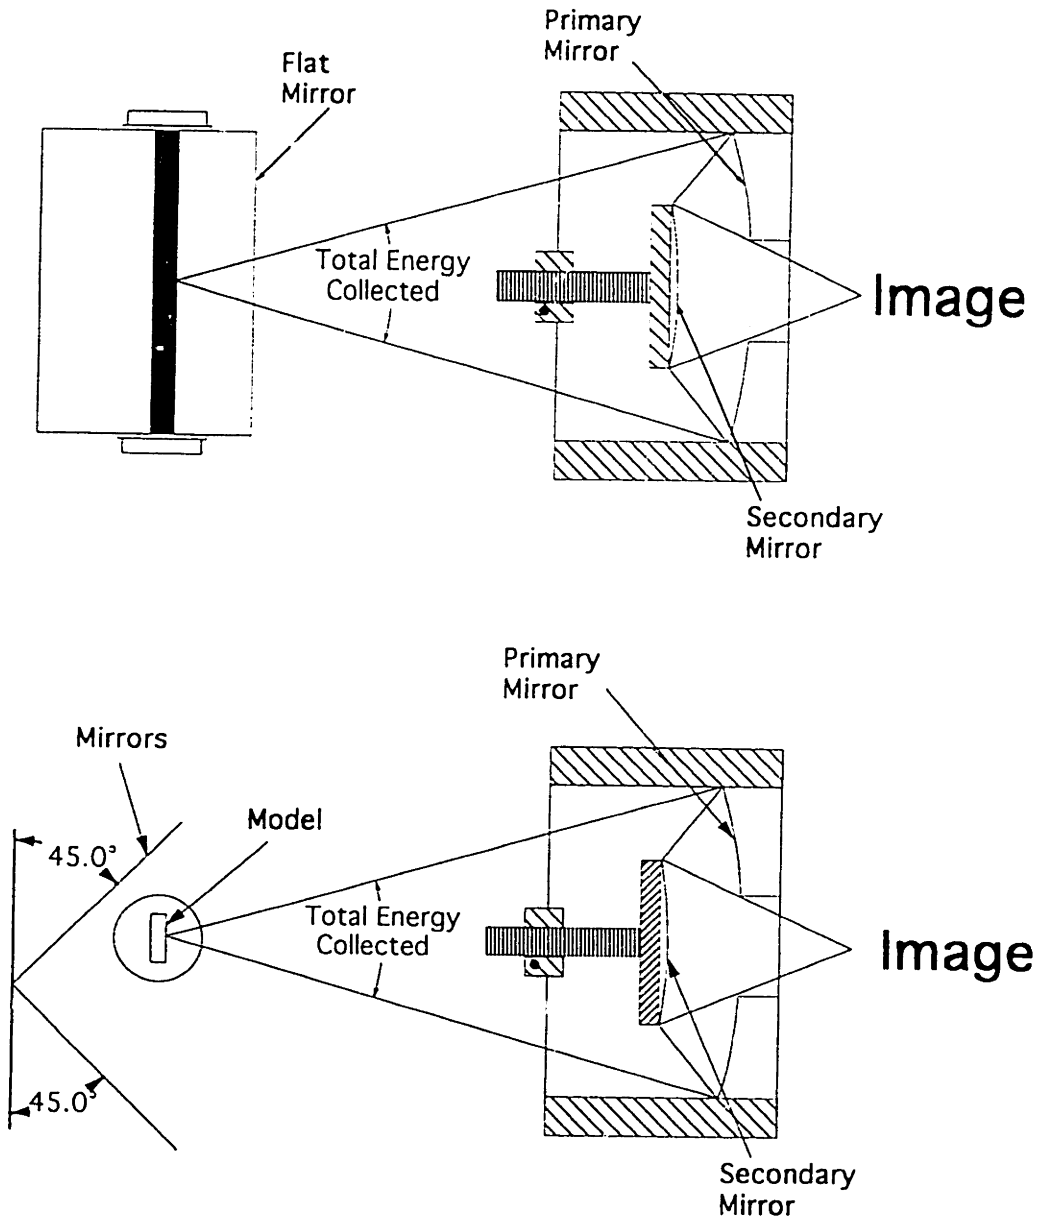 Primary
Mirror
Flat
Mirror
Total Energy
Collected
Image
Secondary
Mirror
Primary
Mirror
Mirrors
Model
45.0°
Total Energy
Collected
Image
45.0°
Secondary
Mirror